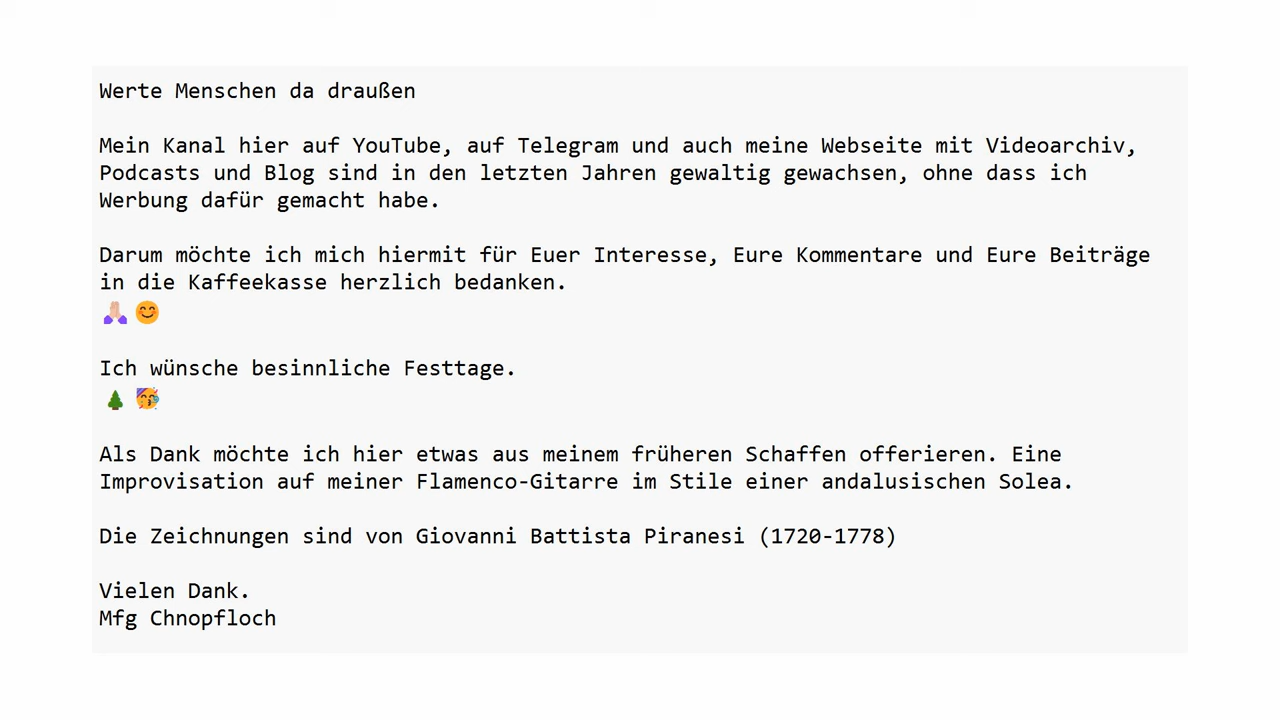 Werte Menschen da draußen
Mein Kanal hier auf YouTube, auf Telegram und auch meine Webseite mit Videoarchiv,
Podcasts und Blog sind in den letzten Jahren gewaltig gewachsen, ohne dass ich
Werbung dafür gemacht habe.
Darum möchte ich mich hiermit für Euer Interesse, Eure Kommentare und Eure Beiträge
in die Kaffeekasse herzlich bedanken.
🙏🏼😊
Ich wünsche besinnliche Festtage.
🌲🥳
Als Dank möchte ich hier etwas aus meinem früheren Schaffen offerieren. Eine
Improvisation auf meiner Flamenco-Gitarre im Stile einer andalusischen Solea.
Die Zeichnungen sind von Giovanni Battista Piranesi (1720-1778)
Vielen Dank.
Mfg Chnopfloch